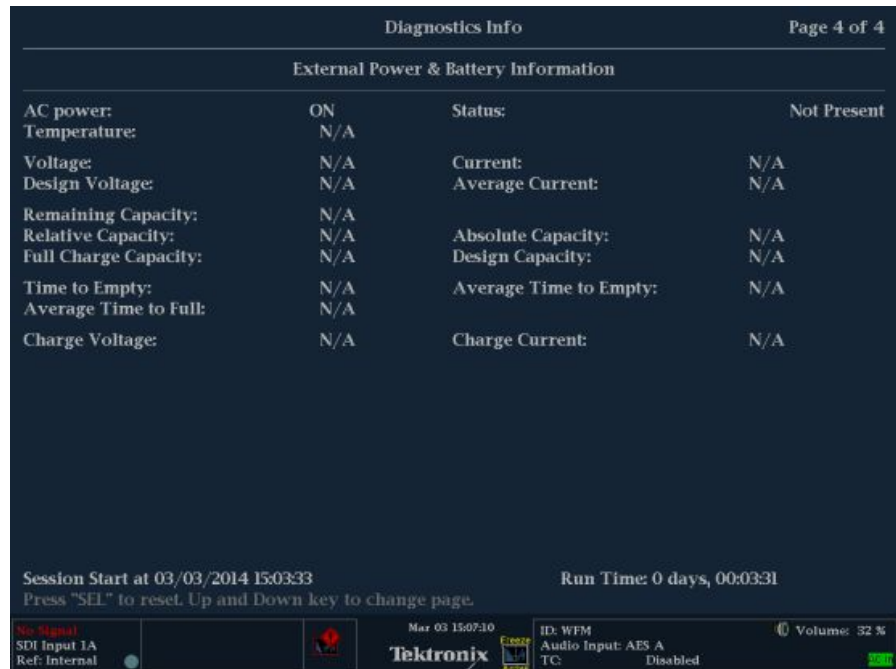 Diagnostics Info Page 4 of 4
External Power & Battery Information
AC power: ON Status: Not Present
Temperature: N/A
Voltage: N/A Current: N/A
Design Voltage: N/A Average Current: N/A
Remaining Capacity: N/A
Relative Capacity: N/A Absolute Capacity: N/A
Full Charge Capacity: N/A Design Capacity: N/A
Time to Empty: N/A Average Time to Empty: N/A
Average Time to Full: N/A
Charge Voltage: N/A Charge Current: N/A
Session Start at 03/03/2014 15:03:33 Run Time: 0 days, 00:03:31
Press "SEL" to reset. Up and Down key to change page.
No Signal
SDI Input 1A
Ref: Internal
Mar 03 15:07:10
Tektronix
Freeze
ID: WFM
Audio Input: AES A
TC: Disabled
Volume: 32 %